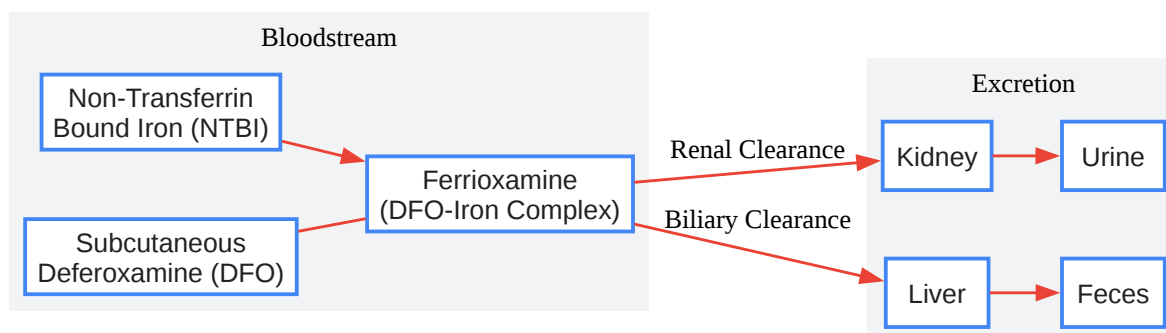 Bloodstream
Non-Transferrin
Bound Iron (NTBI)
Subcutaneous
Deferoxamine (DFO)
Ferrioxamine
(DFO-Iron Complex)
Renal Clearance
Biliary Clearance
Excretion
Kidney
Urine
Liver
Feces